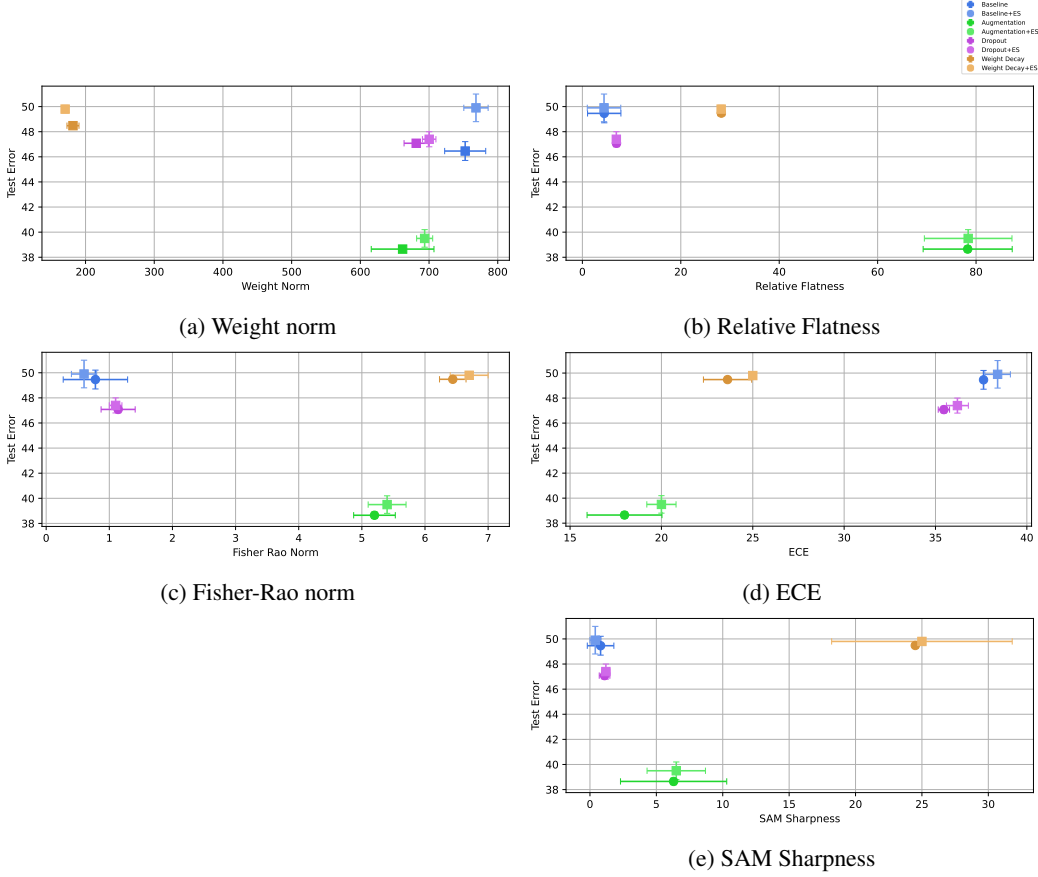 Baseline
Baseline+ES
Augmentation
Augmentation+ES
Dropout
Dropout+ES
Weight Decay
Weight Decay+ES
50
48
46
44
42
40
38
Test Error
200 300 400 500 600 700 800
Weight Norm
(a) Weight norm
50
48
46
44
42
40
38
Test Error
0 20 40 60 80
Relative Flatness
(b) Relative Flatness
50
48
46
44
42
40
38
Test Error
0 1 2 3 4 5 6 7
Fisher Rao Norm
(c) Fisher-Rao norm
50
48
46
44
42
40
38
Test Error
15 20 25 30 35 40
ECE
(d) ECE
50
48
46
44
42
40
38
Test Error
0 5 10 15 20 25 30
SAM Sharpness
(e) SAM Sharpness